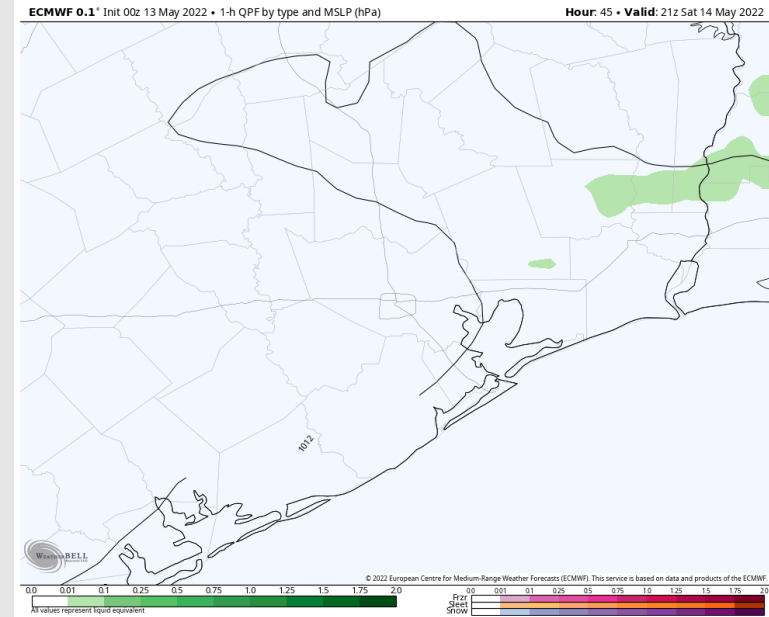 ECMWF 0.1° Init 00z 13 May 2022 • 1-h QPF by type and MSLP (hPa) Hour: 45 • Valid: 21z Sat 14 May 2022
1012
WEATHERBELL
© 2022 European Centre for Medium-Range Weather Forecasts (ECMWF). This service is based on data and products of the ECMWF.
0.0 0.01 0.1 0.25 0.5 0.75 1.0 1.25 1.5 1.75 2.0
All values represent liquid equivalent
0.0 0.01 0.1 0.25 0.5 0.75 1.0 1.25 1.5 1.75 2.0
Frzr
Sleet
Snow